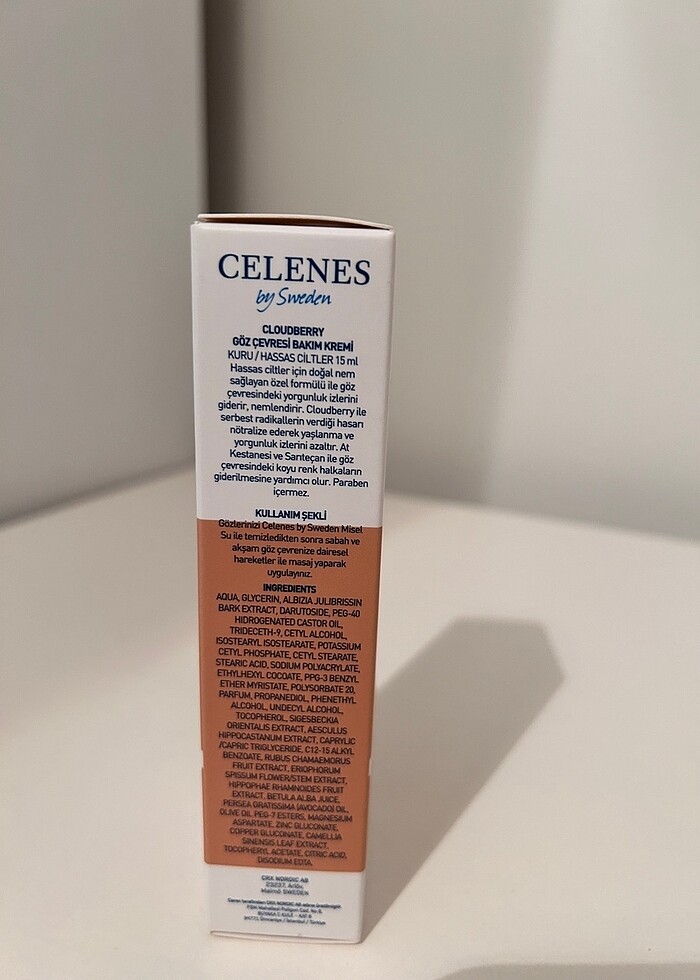 CELENES
by Sweden
CLOUDBERRY
GÖZ ÇEVRESİ BAKIM KREMİ
KURU / HASSAS CİLTLER 15 ml
Hassas ciltler için doğal nem
sağlayan özel formülü ile göz
çevresindeki yorgunluk izlerini
giderir, nemlendirir. Cloudberry ile
serbest radikallerin verdiği hasarı
nötralize ederek yaşlanma ve
yorgunluk izlerini azaltır. At
Kestanesi ve Sarıteçan ile göz
çevresindeki koyu renk halkaların
giderilmesine yardımcı olur. Paraben
içermez.
KULLANIM ŞEKLİ
Gözlerinizi Celenes by Sweden Misel
Su ile temizledikten sonra sabah ve
akşam göz çevrenize dairesel
hareketler ile masaj yaparak
uygulayınız.
INGREDIENTS
AQUA, GLYCERIN, ALBIZIA JULIBRISSIN
BARK EXTRACT, DARUTOSIDE, PEG-40
HIDROGENATED CASTOR OIL,
TRIDECETH-9, CETYL ALCOHOL,
ISOSTEARYL ISOSTEARATE, POTASSIUM
CETYL PHOSPHATE, CETYL STEARATE,
STEARIC ACID, SODIUM POLYACRYLATE,
ETHYLHEXYL COCOATE, PPG-3 BENZYL
ETHER MYRISTATE, POLYSORBATE 20,
PARFUM, PROPANEDIOL, PHENETHYL
ALCOHOL, UNDECYL ALCOHOL,
TOCOPHEROL, SIGESBECKIA
ORIENTALIS EXTRACT, AESCULUS
HIPPOCASTANUM EXTRACT, CAPRYLIC
/CAPRIC TRIGLYCERIDE, C12-15 ALKYL
BENZOATE, RUBUS CHAMAEMORUS
FRUIT EXTRACT, ERIOPHORUM
SPISSUM FLOWER/STEM EXTRACT,
HIPPOPHAE RHAMNOIDES FRUIT
EXTRACT, BETULA ALBA JUICE,
PERSEA GRATISSIMA (AVOCADO) OIL,
OLIVE OIL PEG-7 ESTERS, MAGNESIUM
ASPARTATE, ZINC GLUCONATE,
COPPER GLUCONATE, CAMELLIA
SINENSIS LEAF EXTRACT,
TOCOPHERYL ACETATE, CITRIC ACID,
DISODIUM EDTA.
CRX NORDIC AB
23237, Arlöv,
Malmö SWEDEN
CRX NORDIC AB adına üretilmiştir